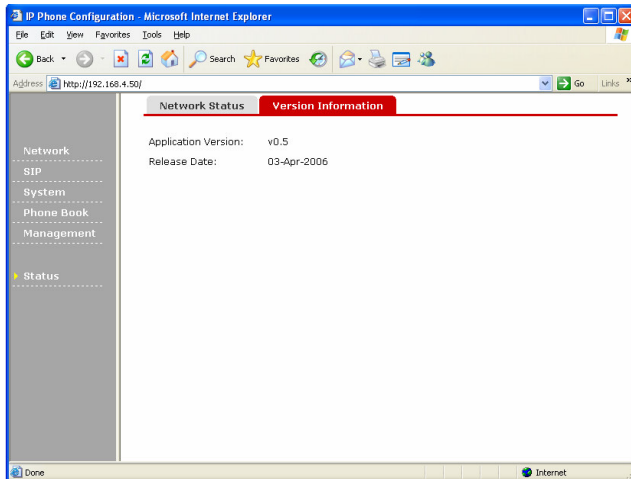 IP Phone Configuration - Microsoft Internet Explorer
File Edit View Favorites Tools Help
Back Search Favorites
Address http://192.168.4.50/ Go Links »
Network Status Version Information
Application Version: v0.5
Release Date: 03-Apr-2006
Network
SIP
System
Phone Book
Management
Status
Done Internet